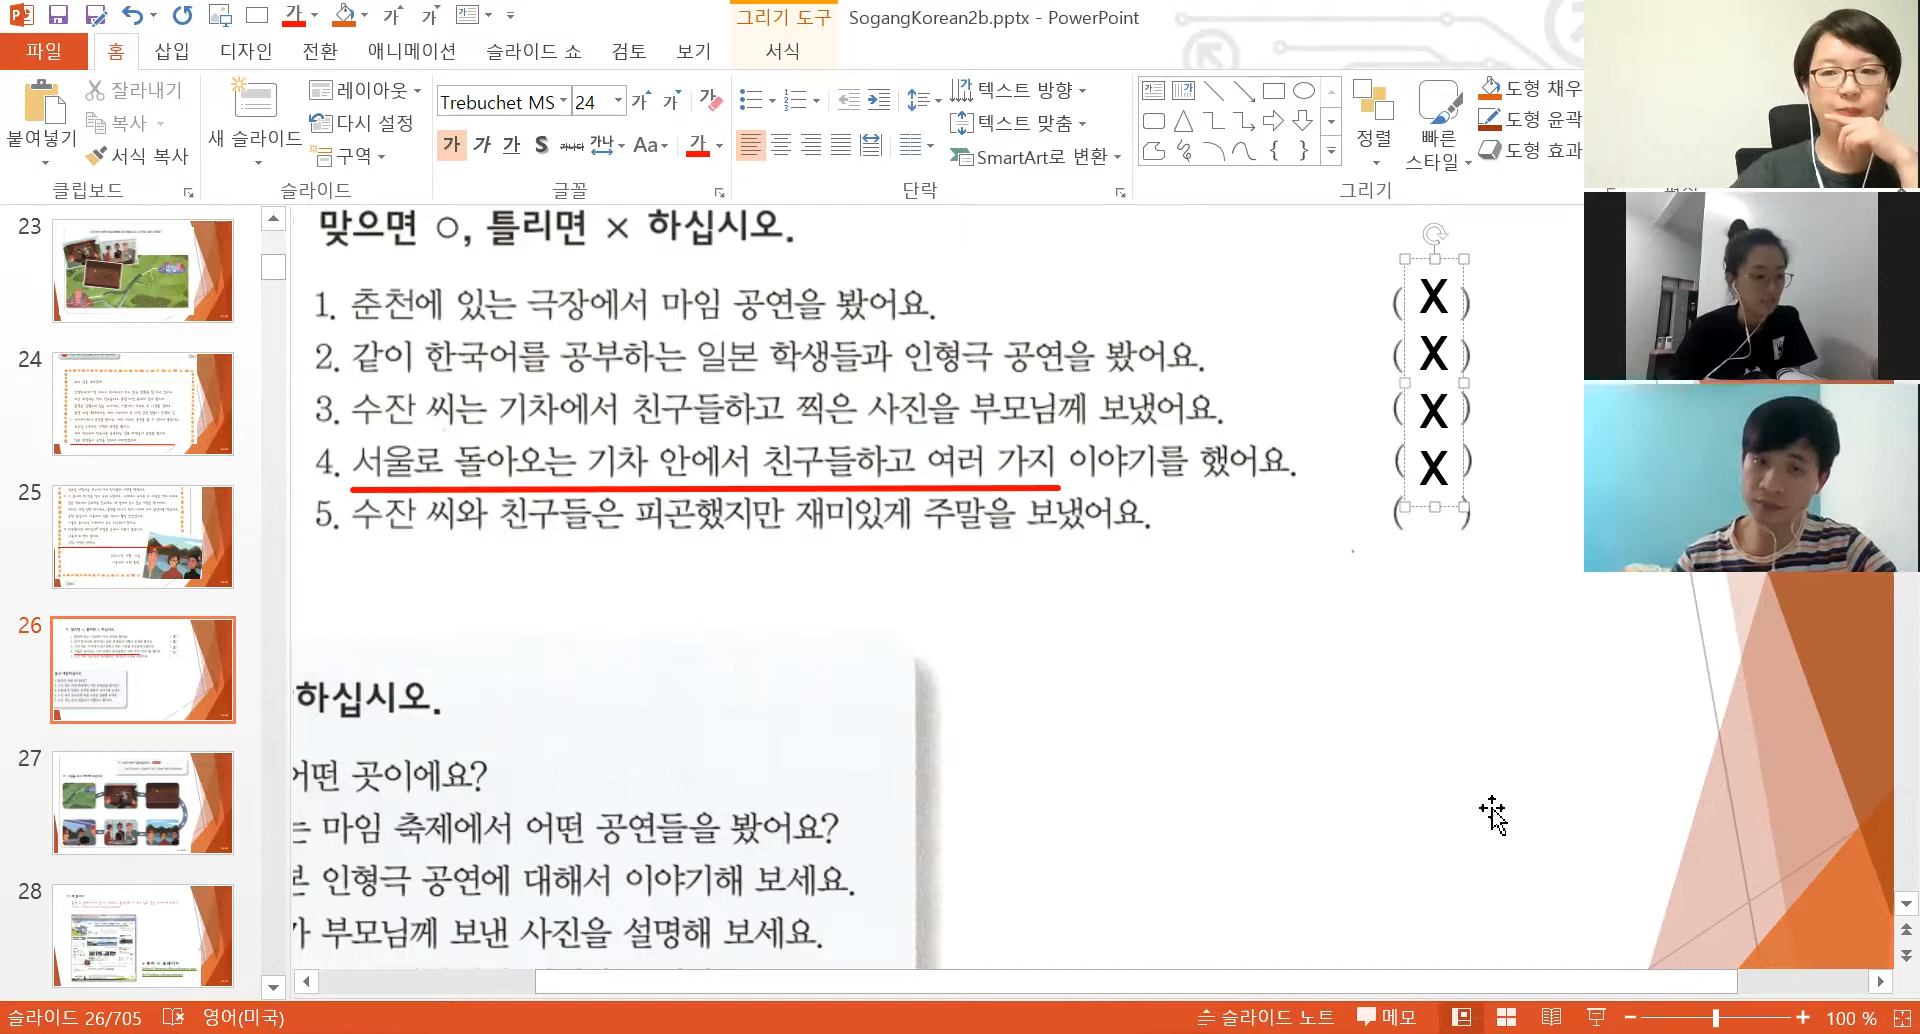 그리기 도구
SogangKorean2b.pptx - PowerPoint
파일 홈 삽입 디자인 전환 애니메이션 슬라이드 쇼 검토 보기 서식
잘라내기
복사
서식 복사
붙여넣기
클립보드
새 슬라이드
레이아웃
다시 설정
구역
슬라이드
Trebuchet MS 24
가 가 가 S 가나 Aa 가
글꼴
텍스트 방향
텍스트 맞춤
SmartArt로 변환
단락
정렬
빠른
스타일
도형 채우
도형 윤곽
도형 효과
그리기
23
24
25
26
27
28
맞으면 ○, 틀리면 × 하십시오.
1. 춘천에 있는 극장에서 마임 공연을 봤어요. ( X )
2. 같이 한국어를 공부하는 일본 학생들과 인형극 공연을 봤어요. ( X )
3. 수잔 씨는 기차에서 친구들하고 찍은 사진을 부모님께 보냈어요. ( X )
4. 서울로 돌아오는 기차 안에서 친구들하고 여러 가지 이야기를 했어요. ( X )
5. 수잔 씨와 친구들은 피곤했지만 재미있게 주말을 보냈어요. ( )
하십시오.
어떤 곳이에요?
는 마임 축제에서 어떤 공연들을 봤어요?
본 인형극 공연에 대해서 이야기해 보세요.
가 부모님께 보낸 사진을 설명해 보세요.
슬라이드 26/705 영어(미국) 슬라이드 노트 메모 100 %